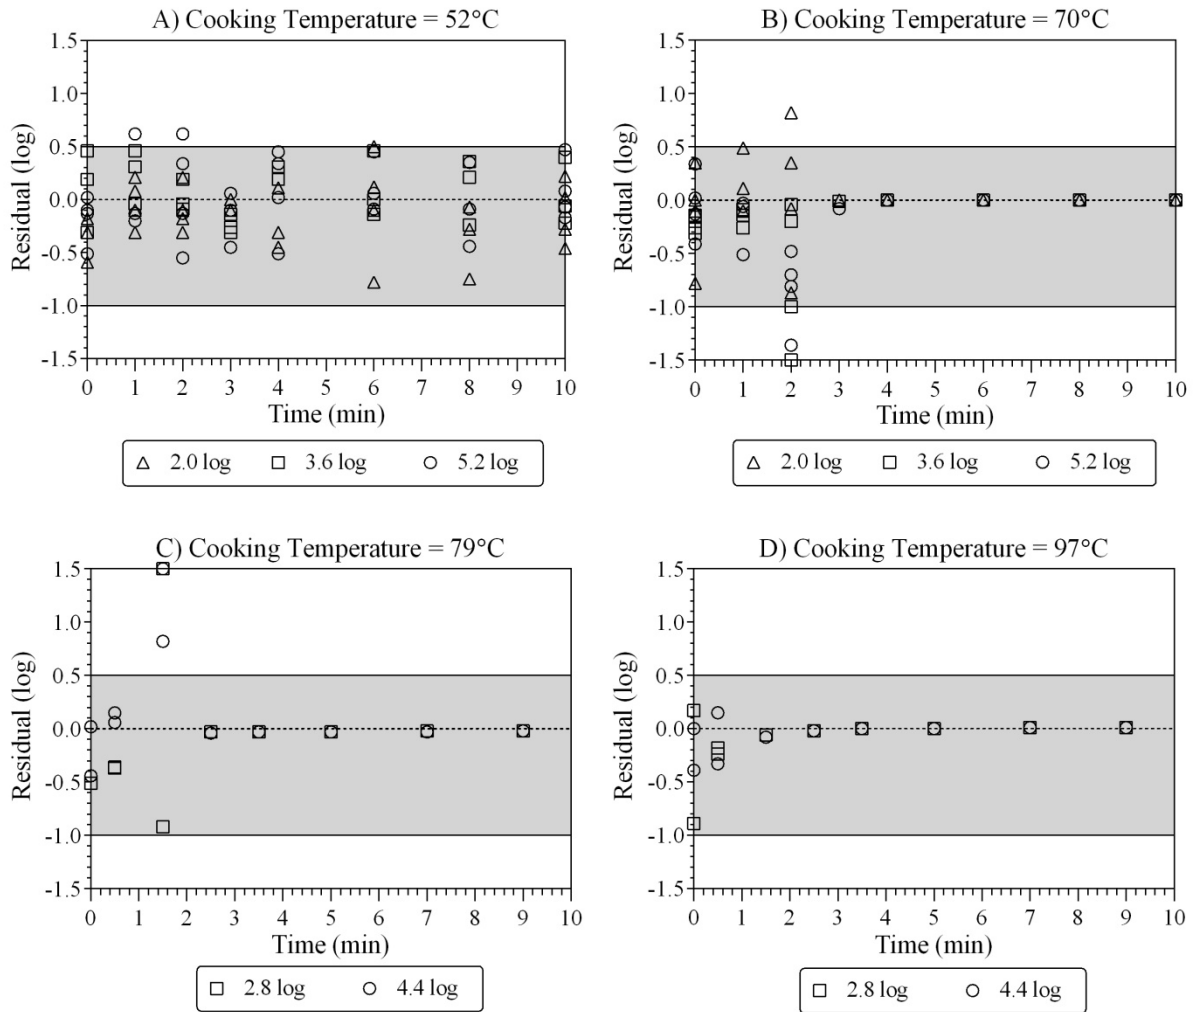 A) Cooking Temperature = 52°C
1.5
1.0
0.5
0.0
-0.5
-1.0
-1.5
Residual (log)
0 1 2 3 4 5 6 7 8 9 10
Time (min)
2.0 log 3.6 log 5.2 log
B) Cooking Temperature = 70°C
1.5
1.0
0.5
0.0
-0.5
-1.0
-1.5
Residual (log)
0 1 2 3 4 5 6 7 8 9 10
Time (min)
2.0 log 3.6 log 5.2 log
C) Cooking Temperature = 79°C
1.5
1.0
0.5
0.0
-0.5
-1.0
-1.5
Residual (log)
0 1 2 3 4 5 6 7 8 9 10
Time (min)
2.8 log 4.4 log
D) Cooking Temperature = 97°C
1.5
1.0
0.5
0.0
-0.5
-1.0
-1.5
Residual (log)
0 1 2 3 4 5 6 7 8 9 10
Time (min)
2.8 log 4.4 log